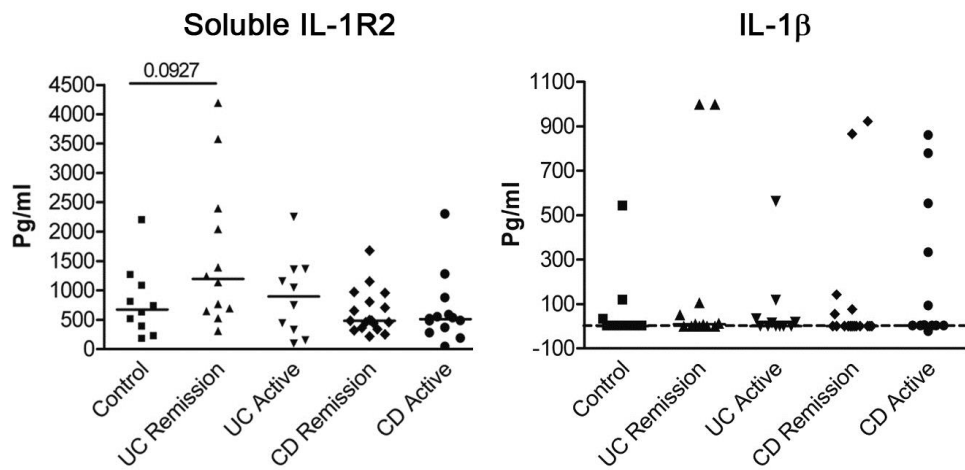 Soluble IL-1R2
0.0927
Pg/ml
4500
4000
3500
3000
2500
2000
1500
1000
500
0
Control
UC Remission
UC Active
CD Remission
CD Active
IL-1β
Pg/ml
1100
900
700
500
300
100
-100
Control
UC Remission
UC Active
CD Remission
CD Active